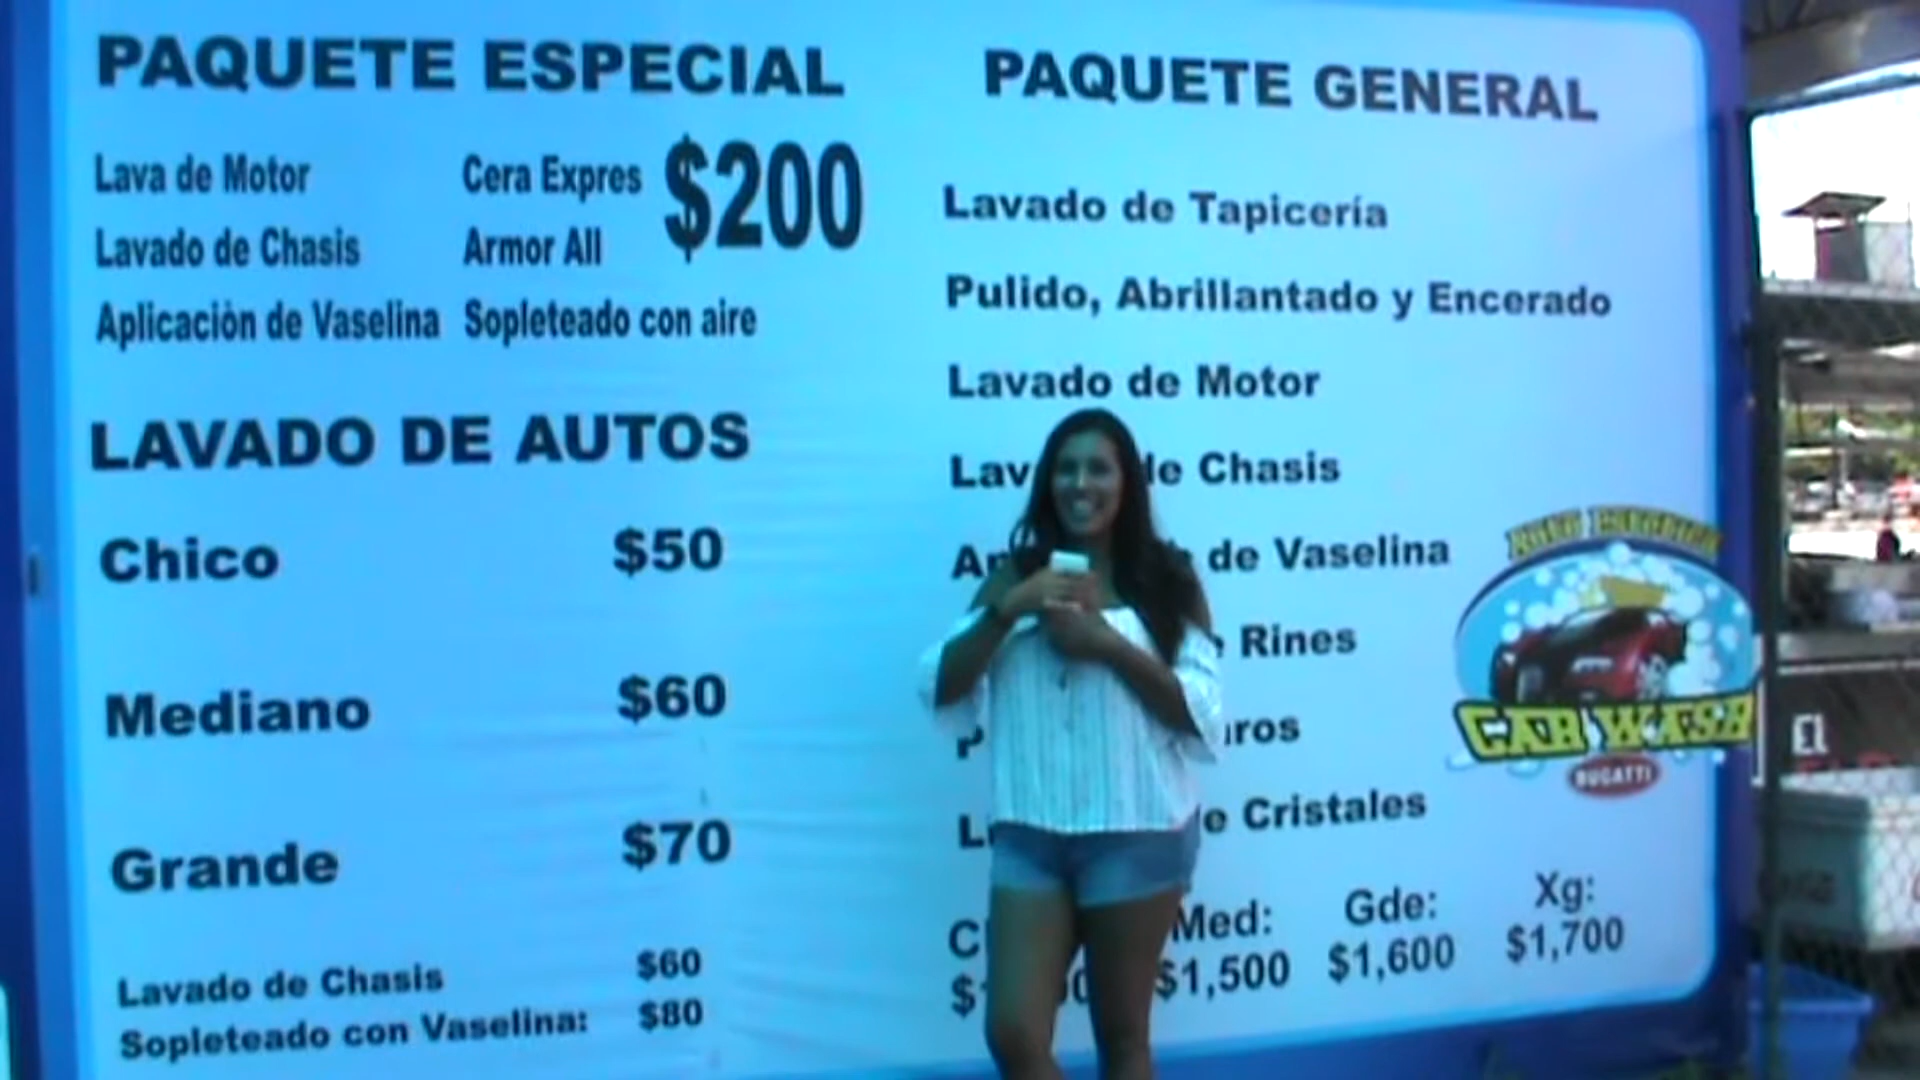 PAQUETE ESPECIAL
Lava de Motor
Cera Expres
$200
Lavado de Chasis
Armor All
Aplicación de Vaselina
Sopleteado con aire
LAVADO DE AUTOS
Chico $50
Mediano $60
Grande $70
Lavado de Chasis $60
Sopleteado con Vaselina: $80
PAQUETE GENERAL
Lavado de Tapicería
Pulido, Abrillantado y Encerado
Lavado de Motor
Chasis
de Vaselina
Rines
Cristales
Med: Gde: Xg:
$1,500 $1,600 $1,700
CAR WASH
BUGATTI
El